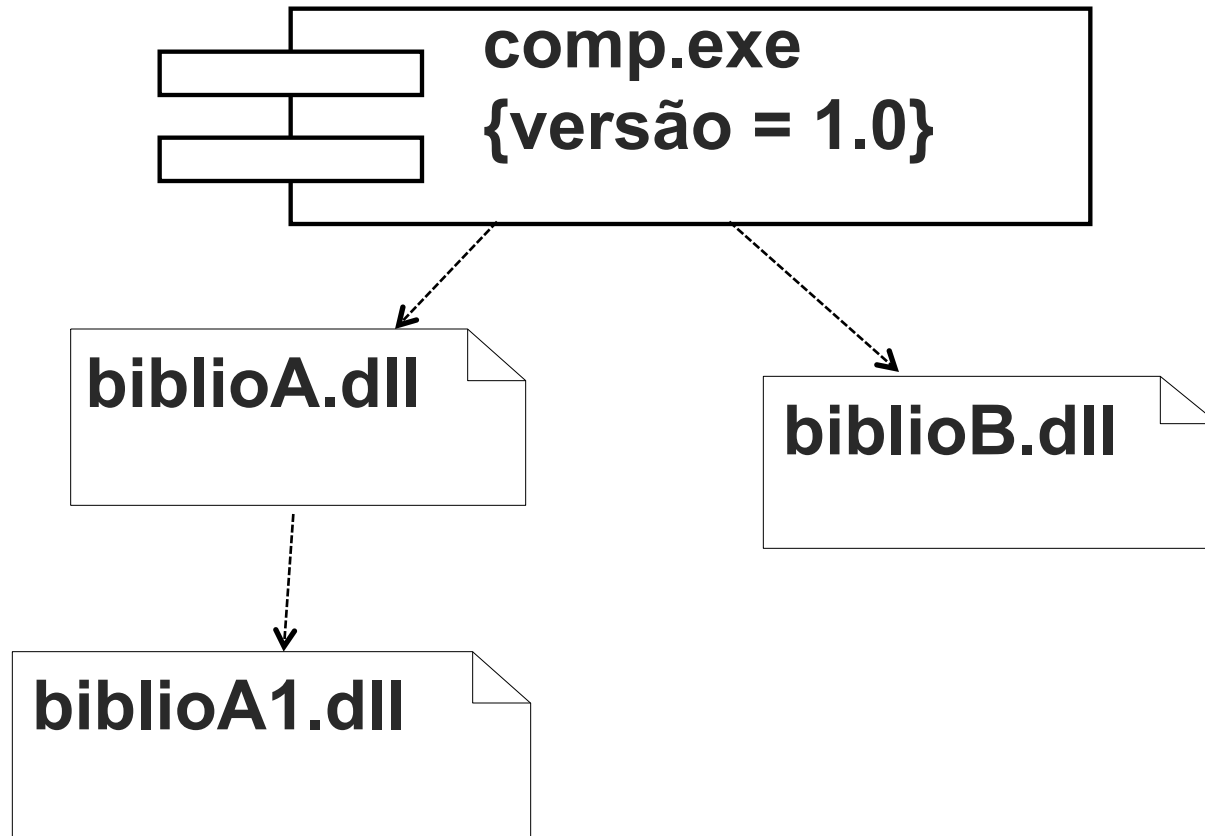 comp.exe
{versão = 1.0}
biblioA.dll
biblioB.dll
biblioA1.dll